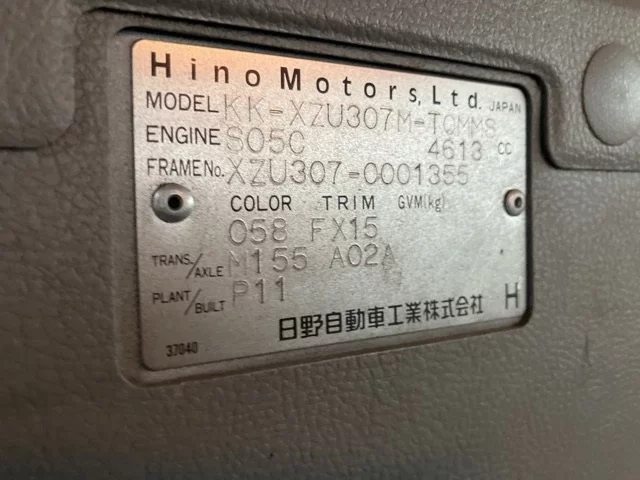 Hino Motors, Ltd. JAPAN
MODEL KK-XZU307M-TQMMS
ENGINE S05C 4613 CC
FRAME No. XZU307-0001355
COLOR TRIM GVM(kg)
058 FX15
TRANS./AXLE M155 A02A
PLANT/BUILT P11
日野自動車工業株式会社 H
37040